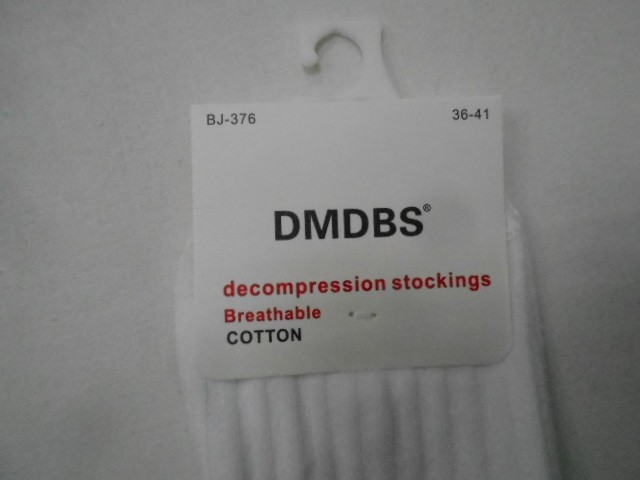 BJ-376 36-41
DMDBS®
decompression stockings
Breathable
COTTON